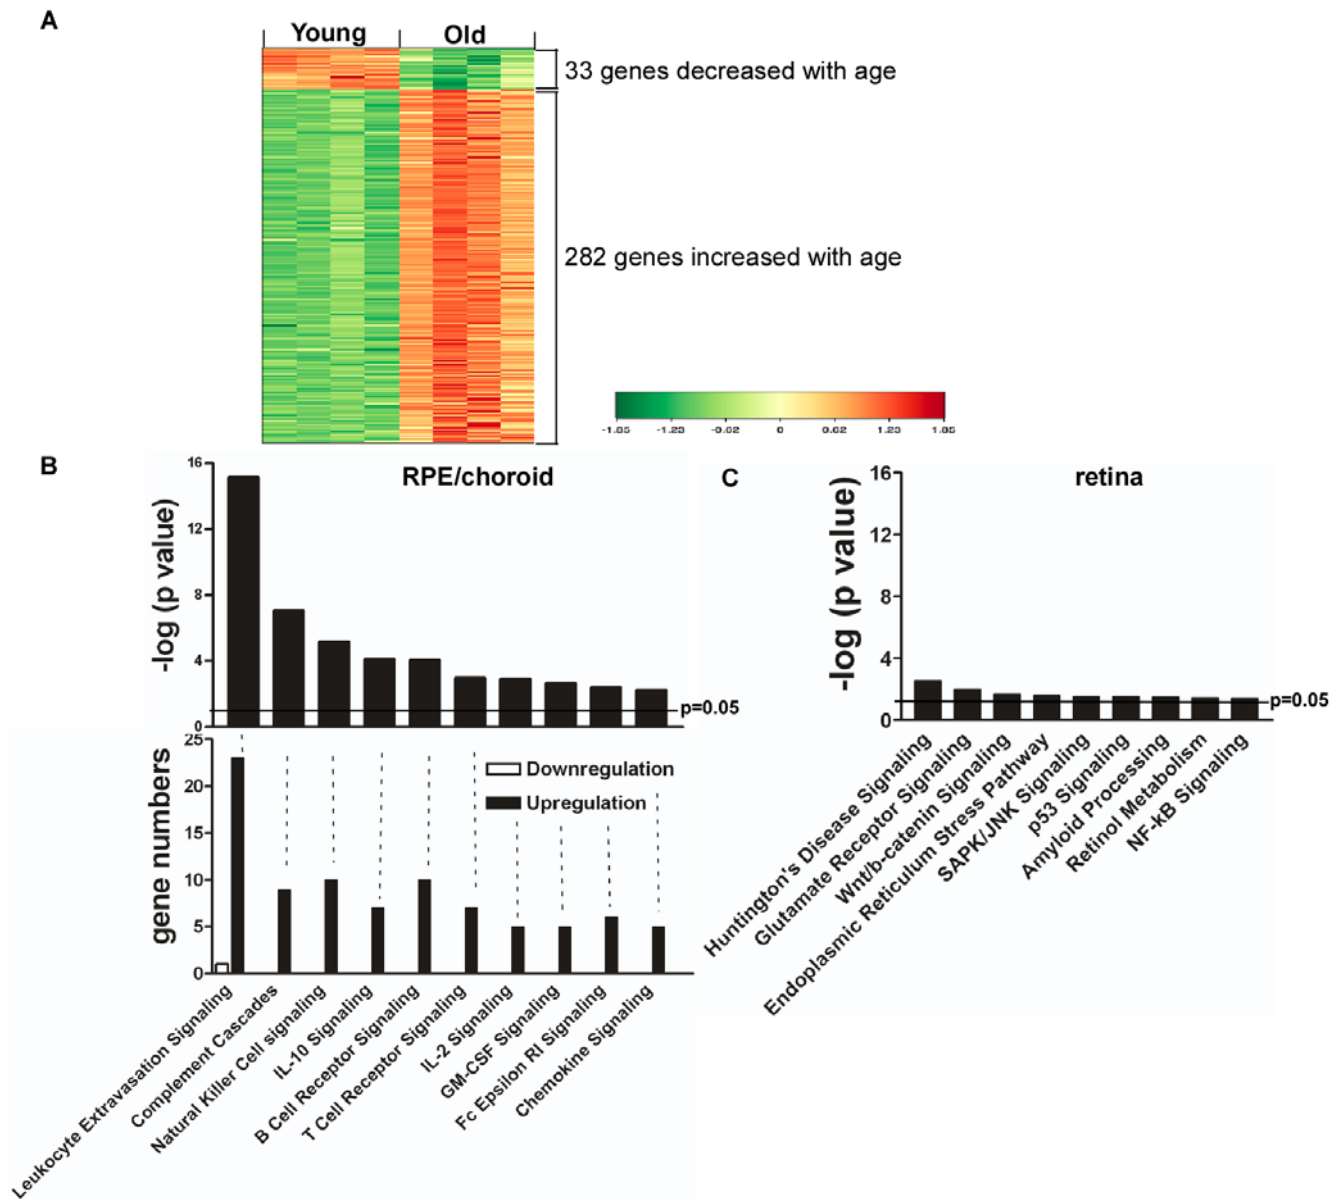 A
Young
Old
33 genes decreased with age
282 genes increased with age
-1.85 -1.23 -0.62 0 0.62 1.23 1.85
B
RPE/choroid
-log (p value)
16
12
8
4
0
p=0.05
gene numbers
25
20
15
10
5
0
Downregulation
Upregulation
Leukocyte Extravasation Signaling
Complement Cascades
Natural Killer Cell signaling
IL-10 Signaling
B Cell Receptor Signaling
T Cell Receptor Signaling
IL-2 Signaling
GM-CSF Signaling
Fc Epsilon RI Signaling
Chemokine Signaling
C
retina
-log (p value)
16
12
8
4
0
p=0.05
Huntington's Disease Signaling
Glutamate Receptor Signaling
Wnt/b-catenin Signaling
Endoplasmic Reticulum Stress Pathway
SAPK/JNK Signaling
p53 Signaling
Amyloid Processing
Retinol Metabolism
NF-kB Signaling